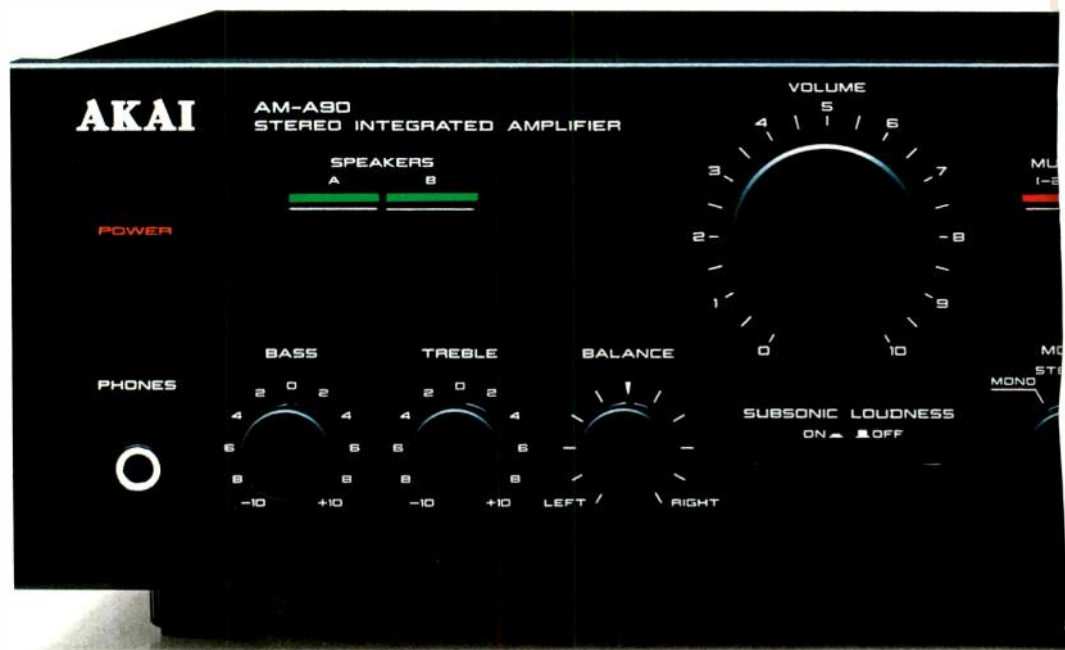 AKAI
AM-A90
STEREO INTEGRATED AMPLIFIER
SPEAKERS
A B
POWER
VOLUME
0 1 2 3 4 5 6 7 8 9 10
BASS
-10 8 6 4 2 0 2 4 6 8 +10
TREBLE
-10 8 6 4 2 0 2 4 6 8 +10
BALANCE
LEFT RIGHT
PHONES
SUBSONIC LOUDNESS
ON OFF
MONO